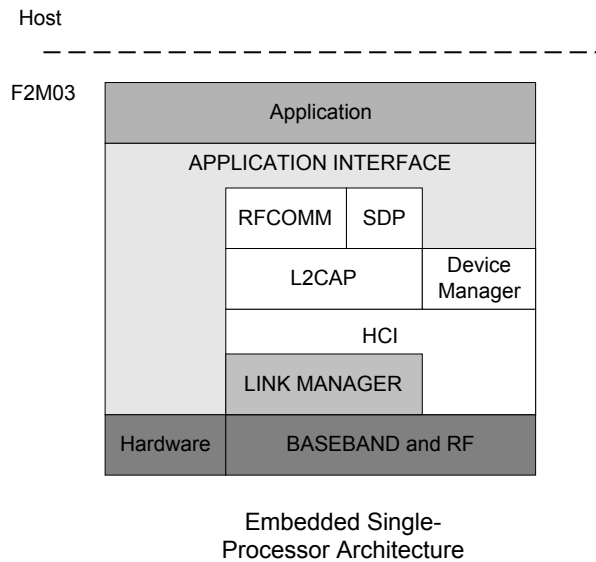 Host
F2M03
Application
APPLICATION INTERFACE
RFCOMM
SDP
L2CAP
Device
Manager
HCI
LINK MANAGER
Hardware
BASEBAND and RF
Embedded Single-
Processor Architecture